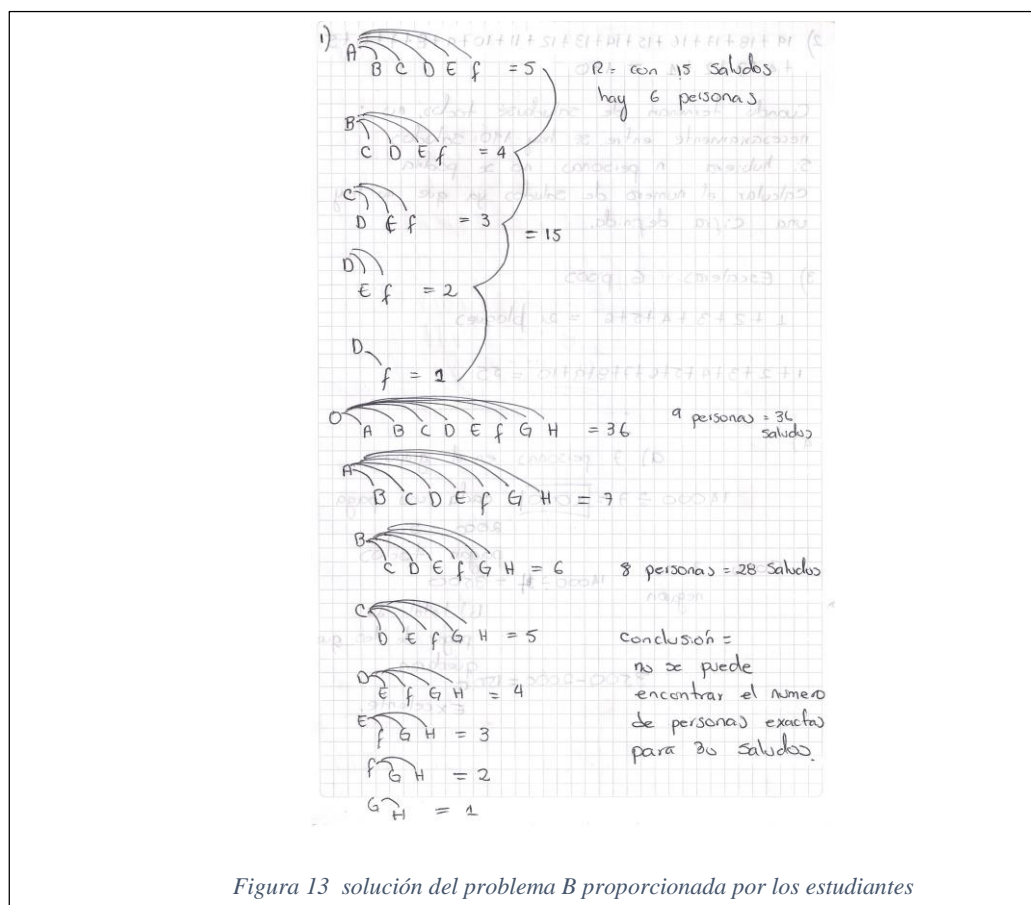 1)
A
B C D E f = 5
R = con 15 saludos
hay 6 personas
B
C D E f = 4
C
D E f = 3
= 15
D
E f = 2
D
f = 1
O
A B C D E f G H = 36
9 personas = 36
saludos
A
B C D E f G H = 7
B
C D E f G H = 6
8 personas = 28 saludos
C
D E f G H = 5
conclusión =
no se puede
encontrar el numero
de personas exactas
para 30 saludos.
D
E f G H = 4
E
f G H = 3
f
G H = 2
G
H = 1
Figura 13 solución del problema B proporcionada por los estudiantes